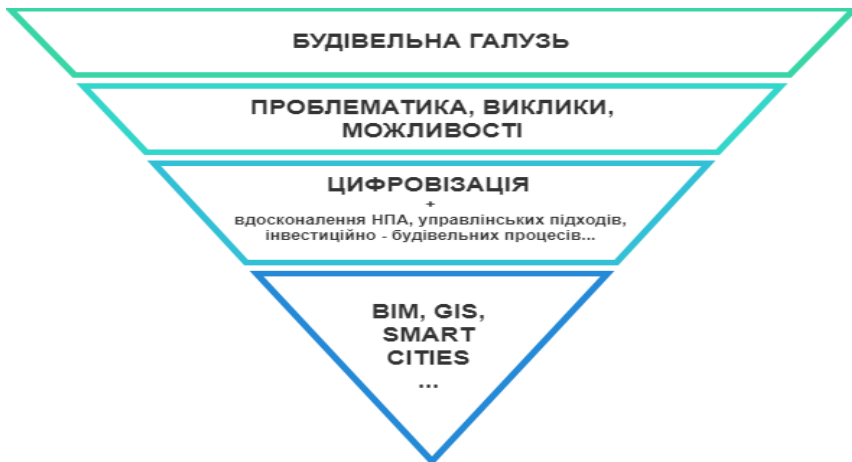 БУДІВЕЛЬНА ГАЛУЗЬ
ПРОБЛЕМАТИКА, ВИКЛИКИ,
МОЖЛИВОСТІ
ЦИФРОВІЗАЦІЯ
+
вдосконалення НПА, управлінських підходів,
інвестиційно - будівельних процесів...
BIM, GIS,
SMART
CITIES
...